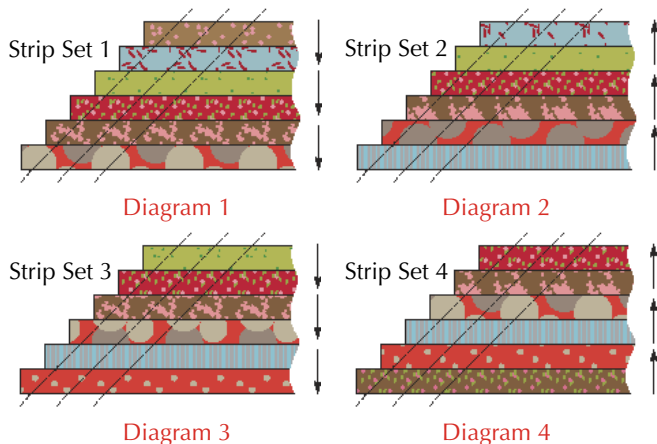 Strip Set 1
Diagram 1
Strip Set 2
Diagram 2
Strip Set 3
Diagram 3
Strip Set 4
Diagram 4